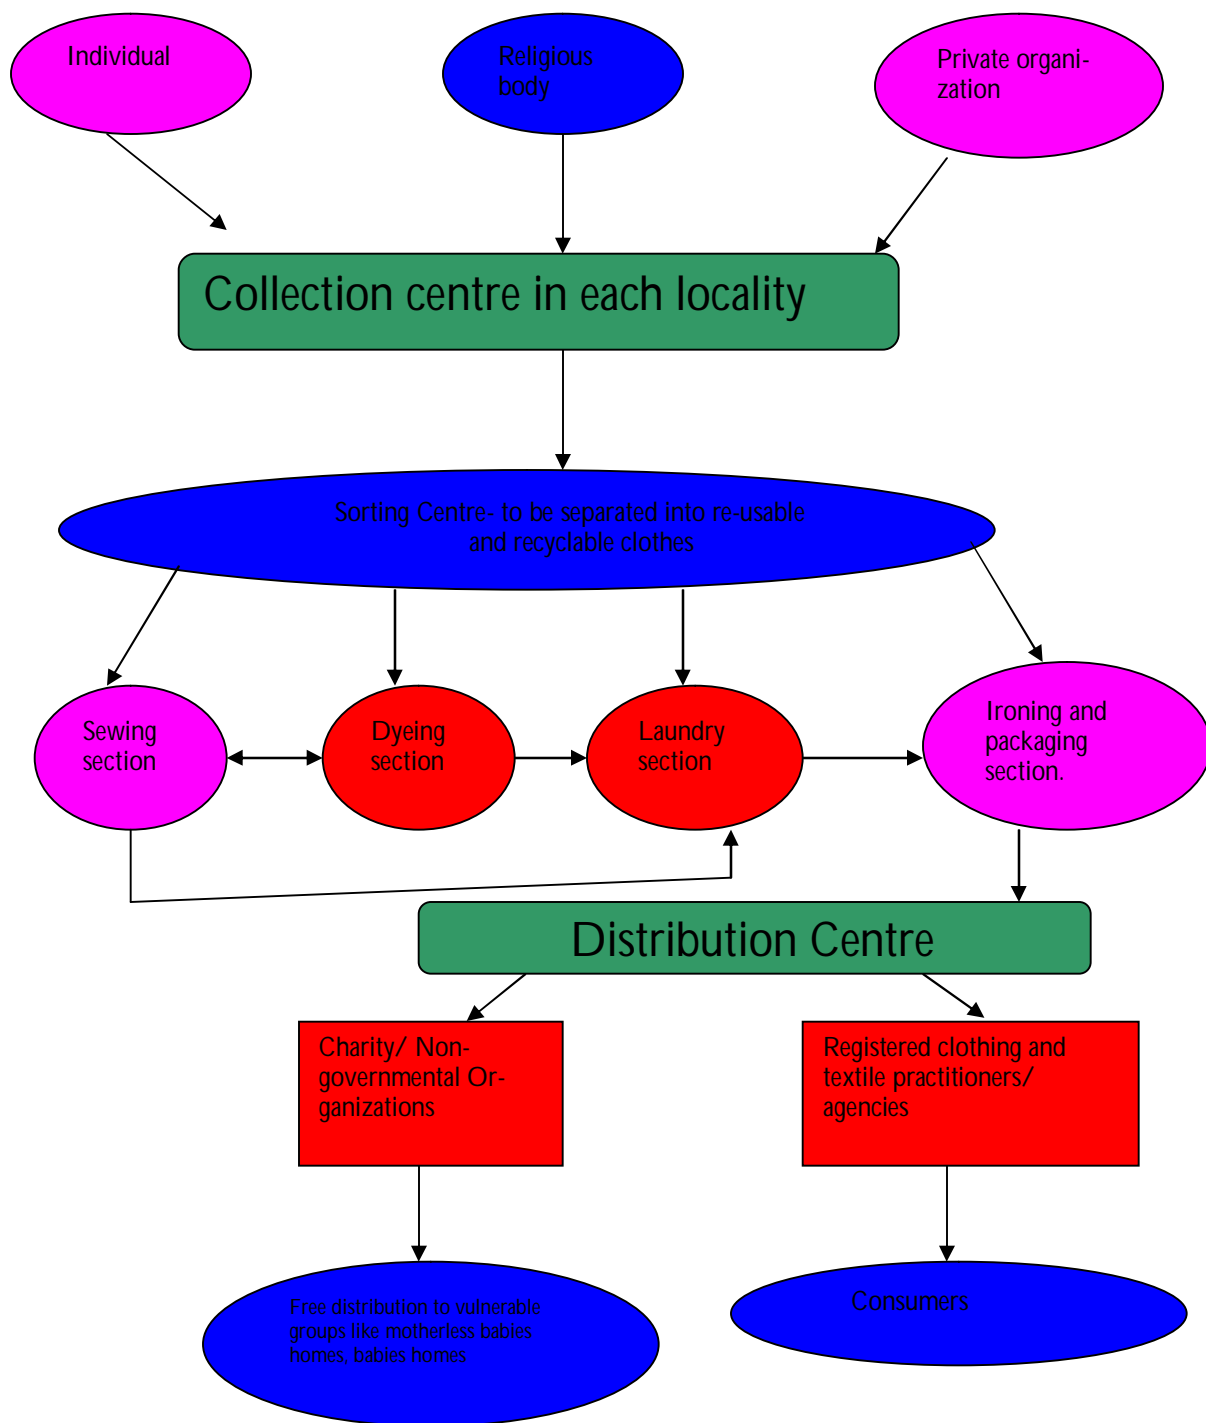 Individual
Religious
body
Private organi-
zation
Collection centre in each locality
Sorting Centre- to be separated into re-usable
and recyclable clothes
Sewing
section
Dyeing
section
Laundry
section
Ironing and
packaging
section.
Distribution Centre
Charity/ Non-
governmental Or-
ganizations
Registered clothing and
textile practitioners/
agencies
Free distribution to vulnerable
groups like motherless babies
homes, babies homes
Consumers